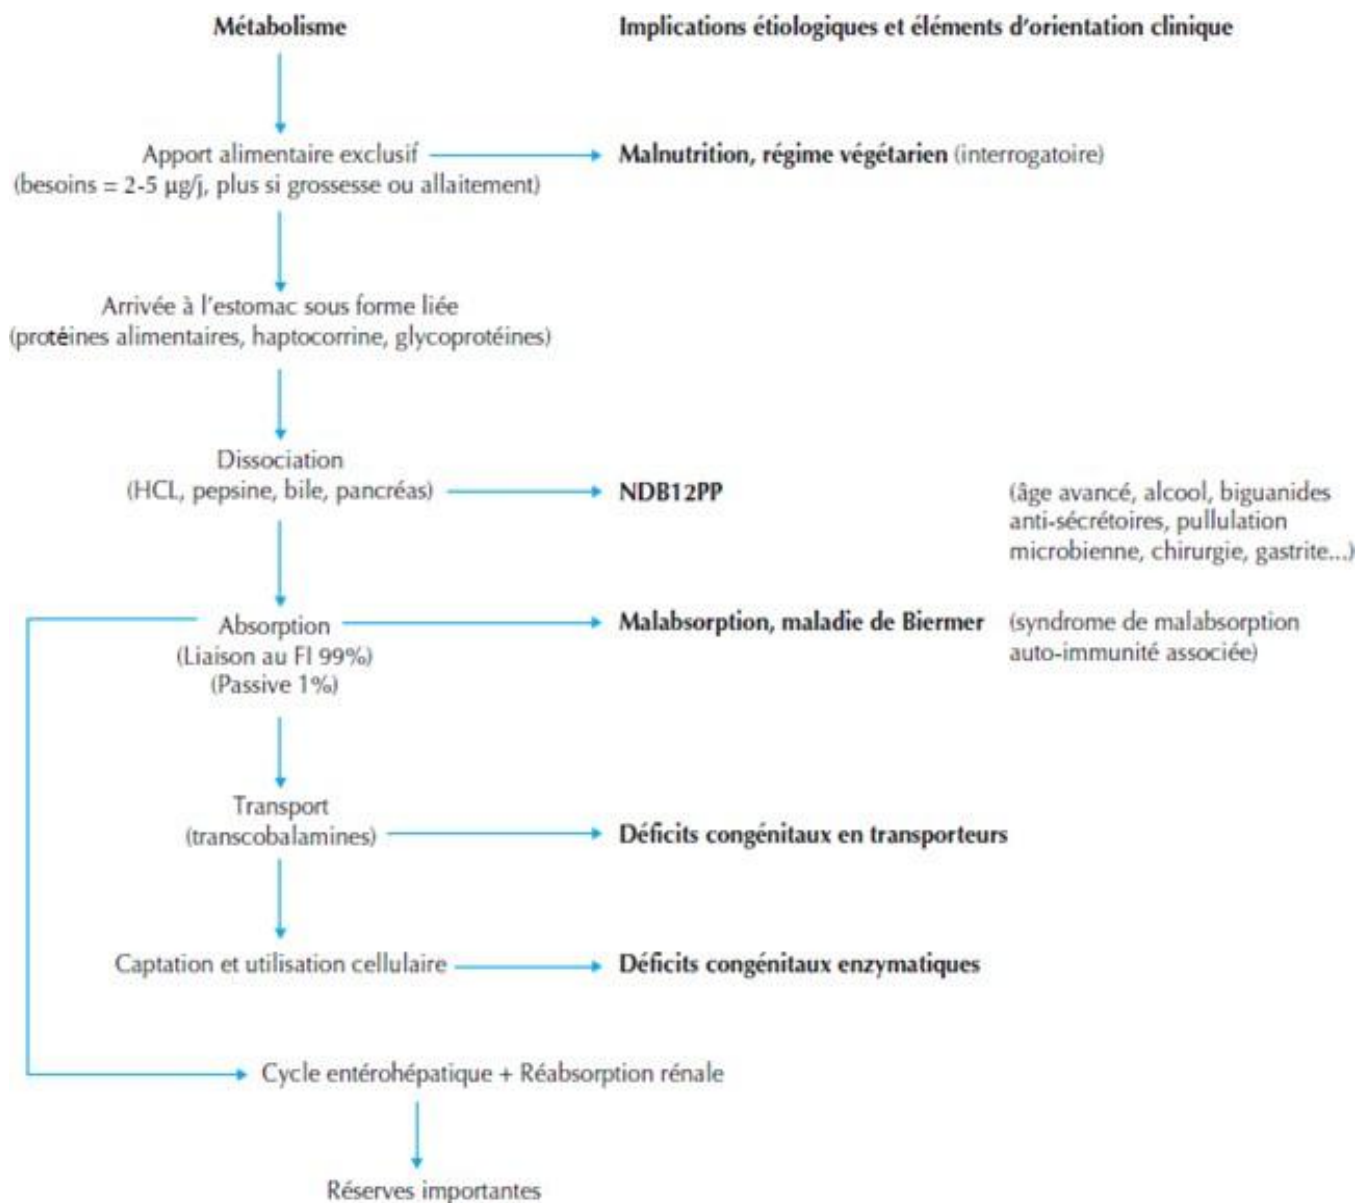 Métabolisme
Implications étiologiques et éléments d'orientation clinique
Apport alimentaire exclusif
(besoins = 2-5 µg/j, plus si grossesse ou allaitement)
Malnutrition, régime végétarien (interrogatoire)
Arrivée à l'estomac sous forme liée
(protéines alimentaires, haptocorrine, glycoprotéines)
Dissociation
(HCL, pepsine, bile, pancréas)
NDB12PP
(âge avancé, alcool, biguanides
anti-sécrétoires, pullulation
microbienne, chirurgie, gastrite...)
Absorption
(Liaison au FI 99%)
(Passive 1%)
Malabsorption, maladie de Biermer
(syndrome de malabsorption
auto-immunité associée)
Transport
(transcobalamines)
Déficits congénitaux en transporteurs
Captation et utilisation cellulaire
Déficits congénitaux enzymatiques
Cycle entérohépatique + Réabsorption rénale
Réserves importantes